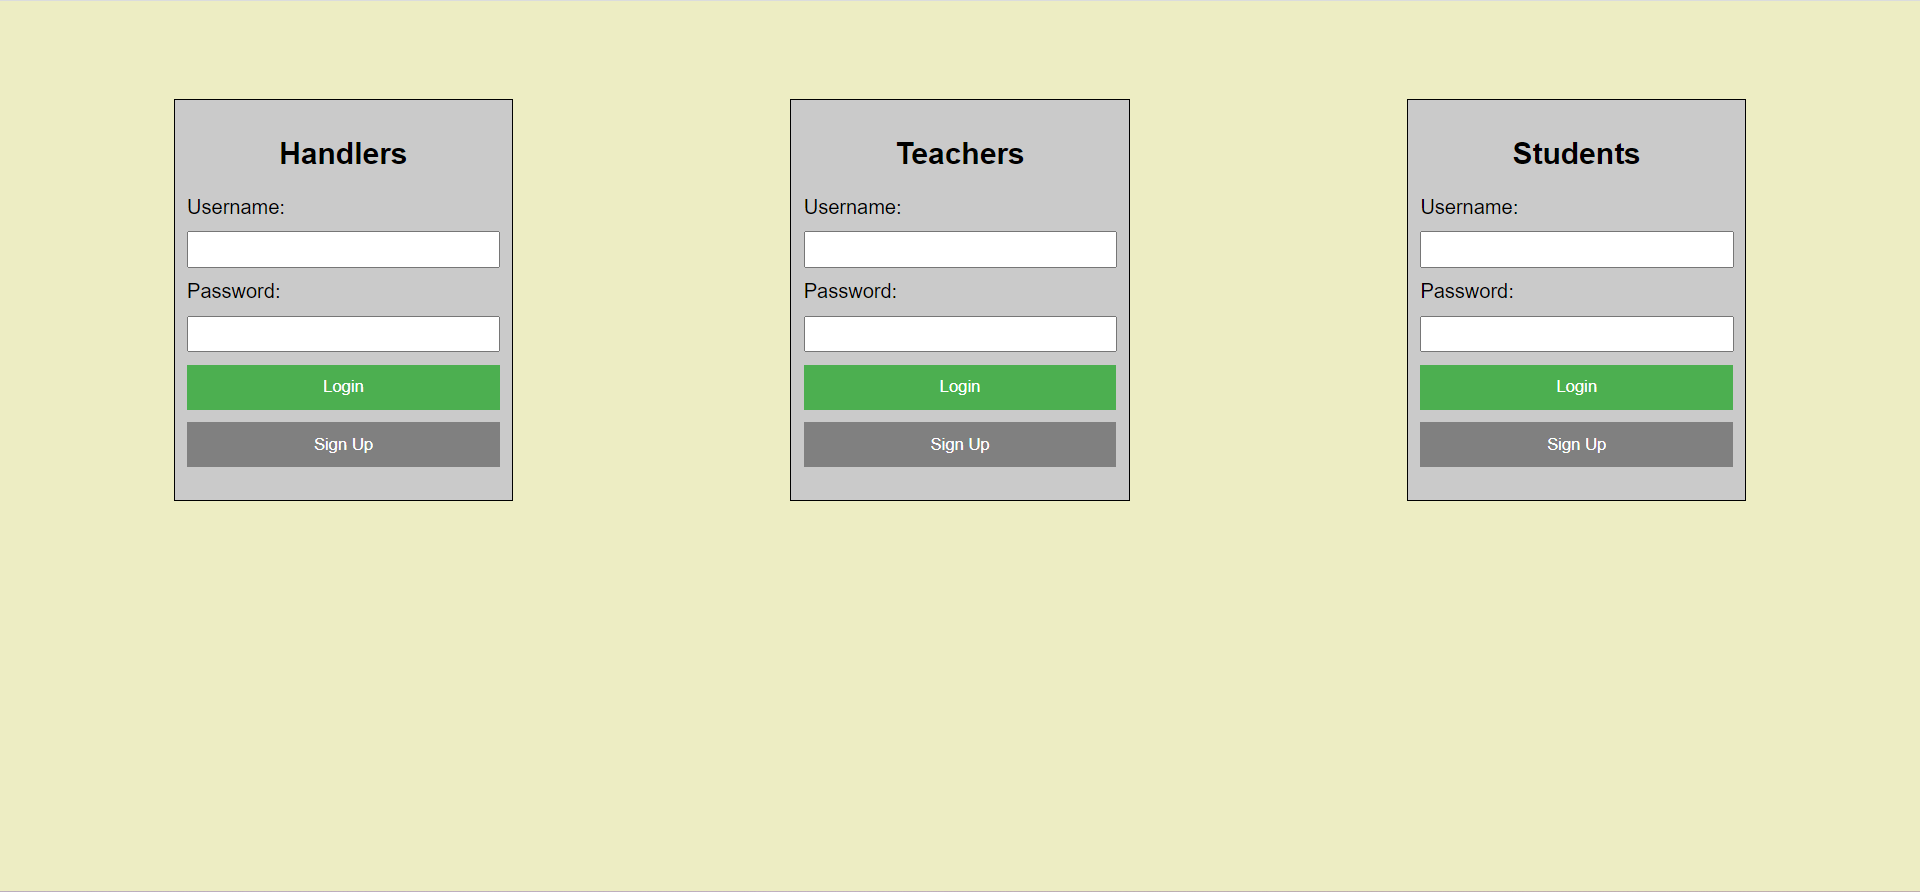 Handlers
Username:
Password:
Login
Sign Up
Teachers
Username:
Password:
Login
Sign Up
Students
Username:
Password:
Login
Sign Up